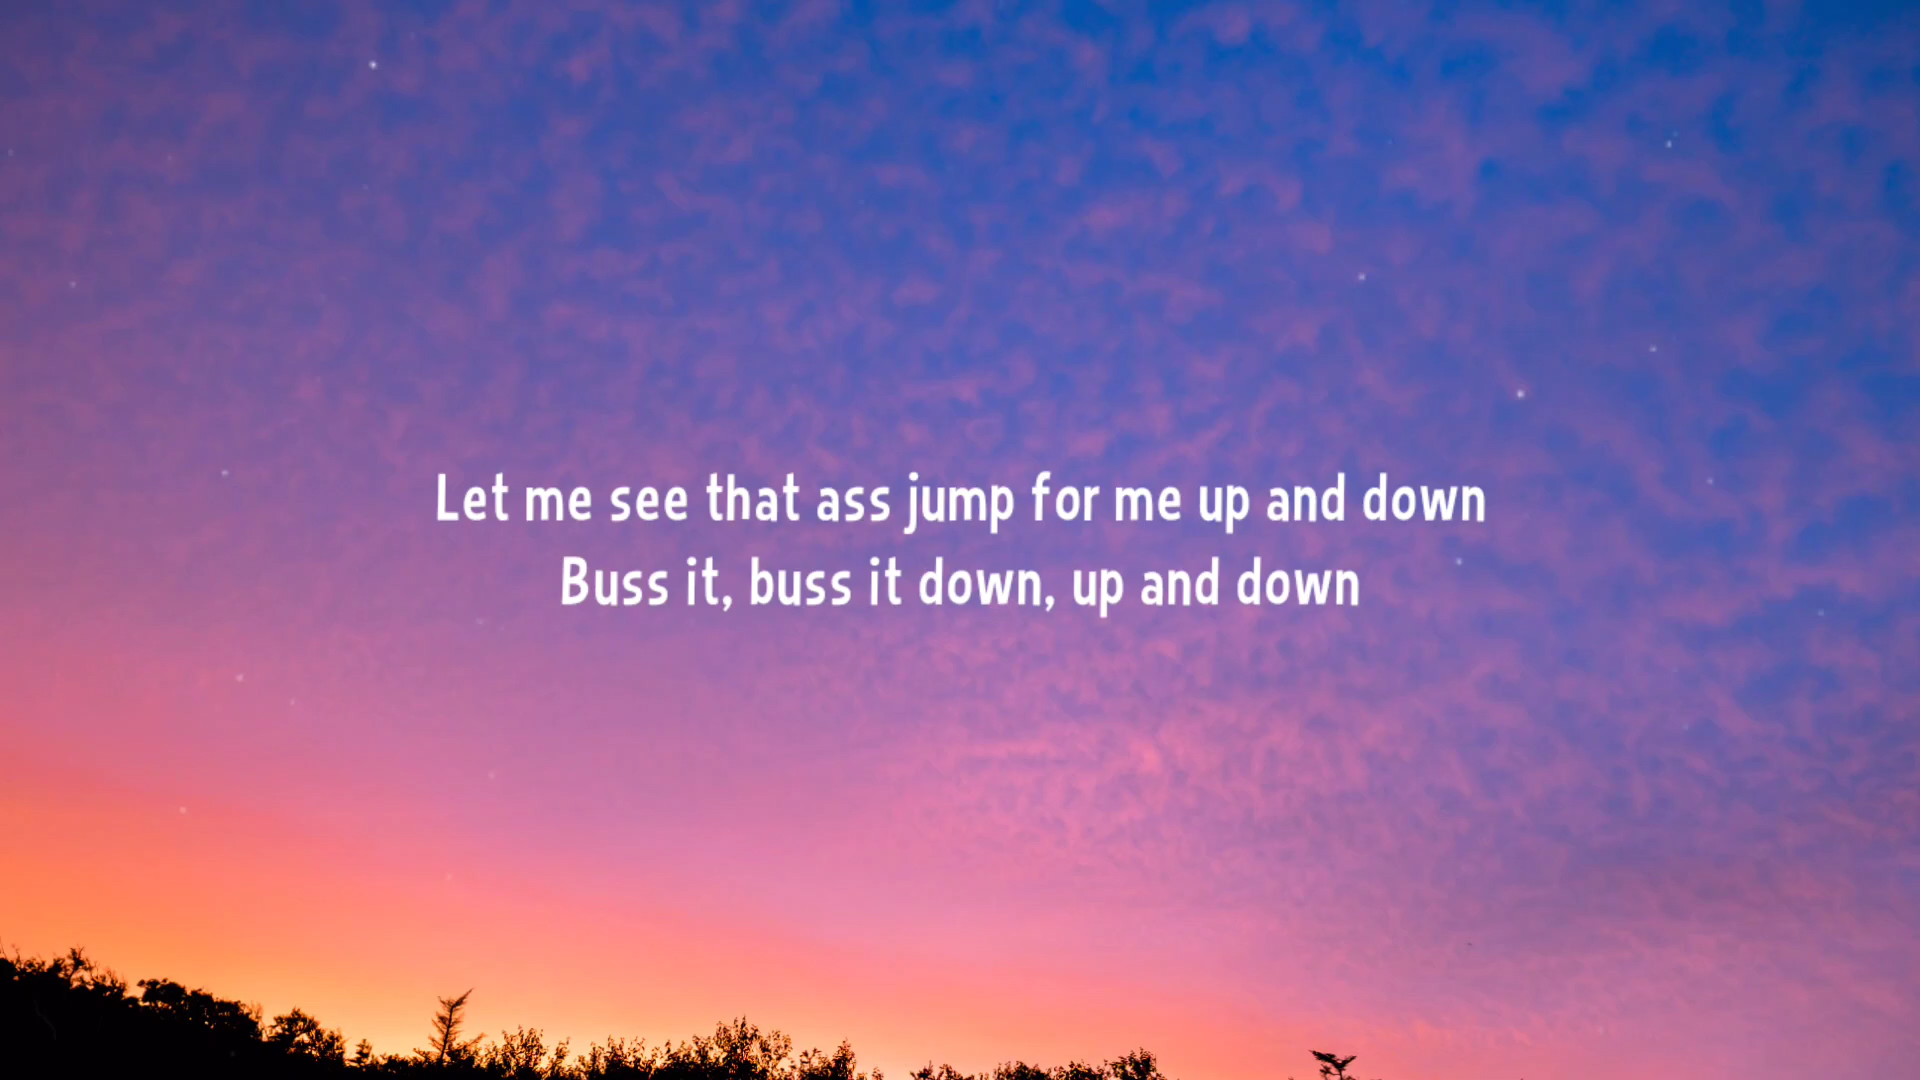 Let me see that ass jump for me up and down
Buss it, buss it down, up and down